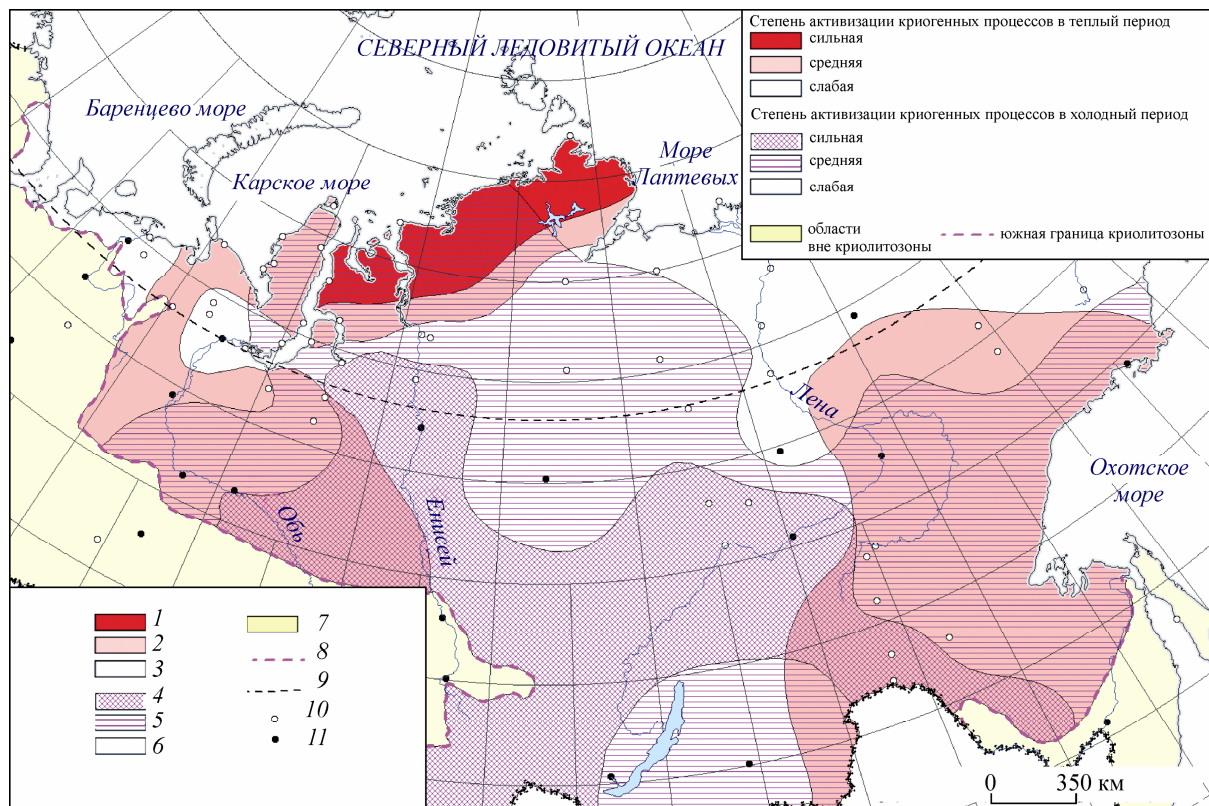 СЕВЕРНЫЙ ЛЕДОВИТЫЙ ОКЕАН
Баренцево море
Карское море
Море
Лаптевых
Лена
Охотское
море
Обь
Енисей
Степень активизации криогенных процессов в теплый период
сильная
средняя
слабая
Степень активизации криогенных процессов в холодный период
сильная
средняя
слабая
области
вне криолитозоны
южная граница криолитозоны
1
2
3
4
5
6
7
8
9
10
11
0 350 км